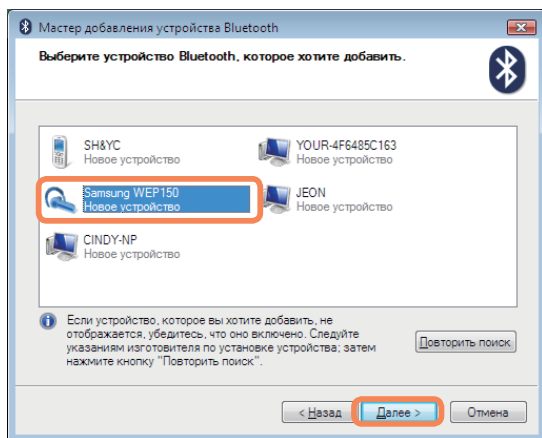 Мастер добавления устройства Bluetooth
Выберите устройство Bluetooth, которое хотите добавить.
SH&YC
Новое устройство
YOUR-4F6485C163
Новое устройство
Samsung WEP150
Новое устройство
JEON
Новое устройство
CINDY-NP
Новое устройство
Если устройство, которое вы хотите добавить, не
отображается, убедитесь, что оно включено. Следуйте
указаниям изготовителя по установке устройства; затем
нажмите кнопку "Повторить поиск".
Повторить поиск
< Назад
Далее >
Отмена